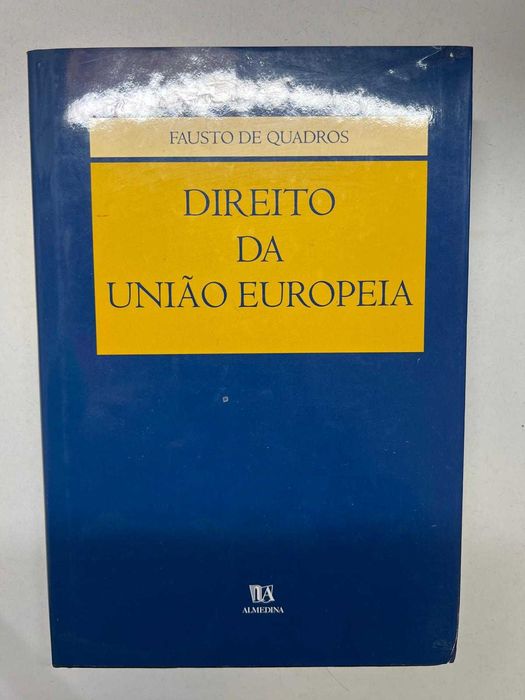 FAUSTO DE QUADROS
DIREITO
DA
UNIÃO EUROPEIA
ALMEDINA